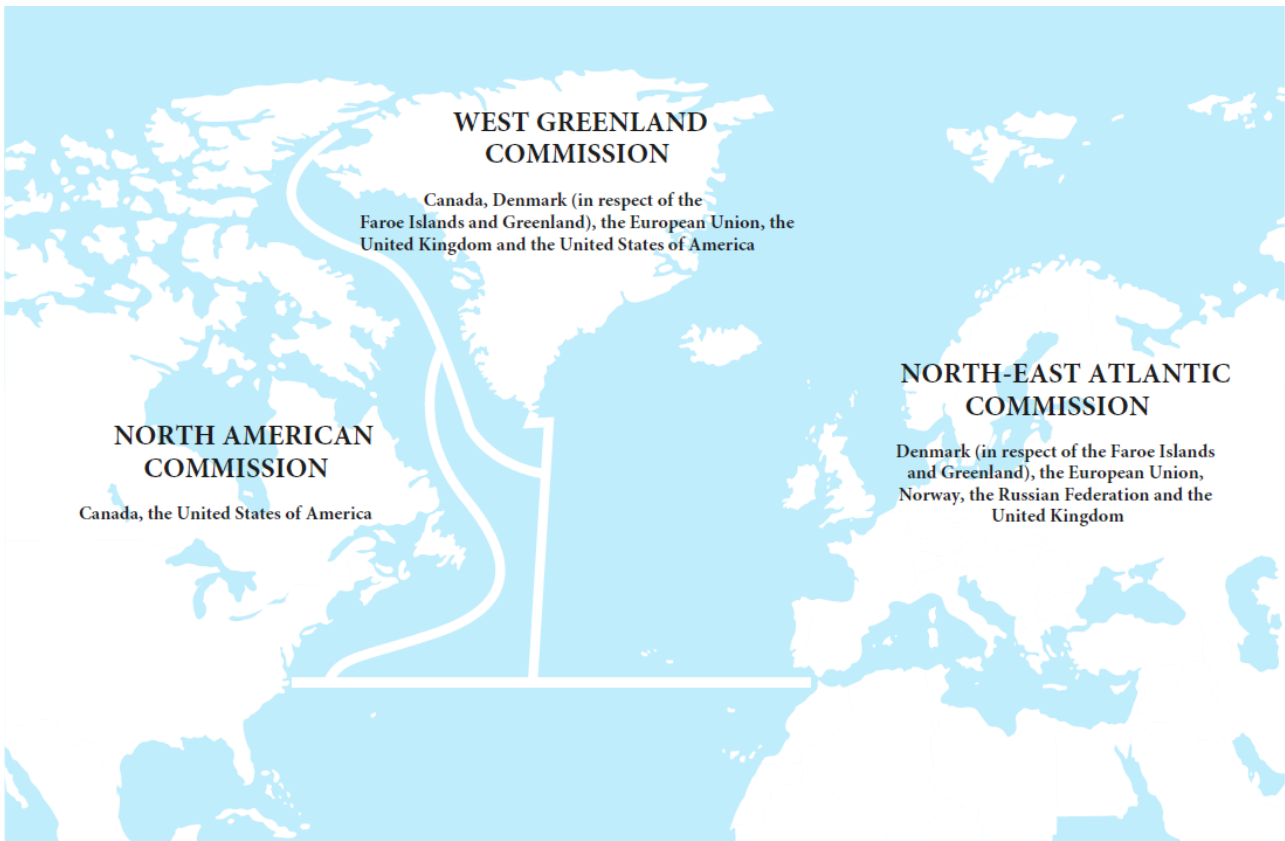 WEST GREENLAND
COMMISSION
Canada, Denmark (in respect of the
Faroe Islands and Greenland), the European Union, the
United Kingdom and the United States of America
NORTH-EAST ATLANTIC
COMMISSION
Denmark (in respect of the Faroe Islands
and Greenland), the European Union,
Norway, the Russian Federation and the
United Kingdom
NORTH AMERICAN
COMMISSION
Canada, the United States of America